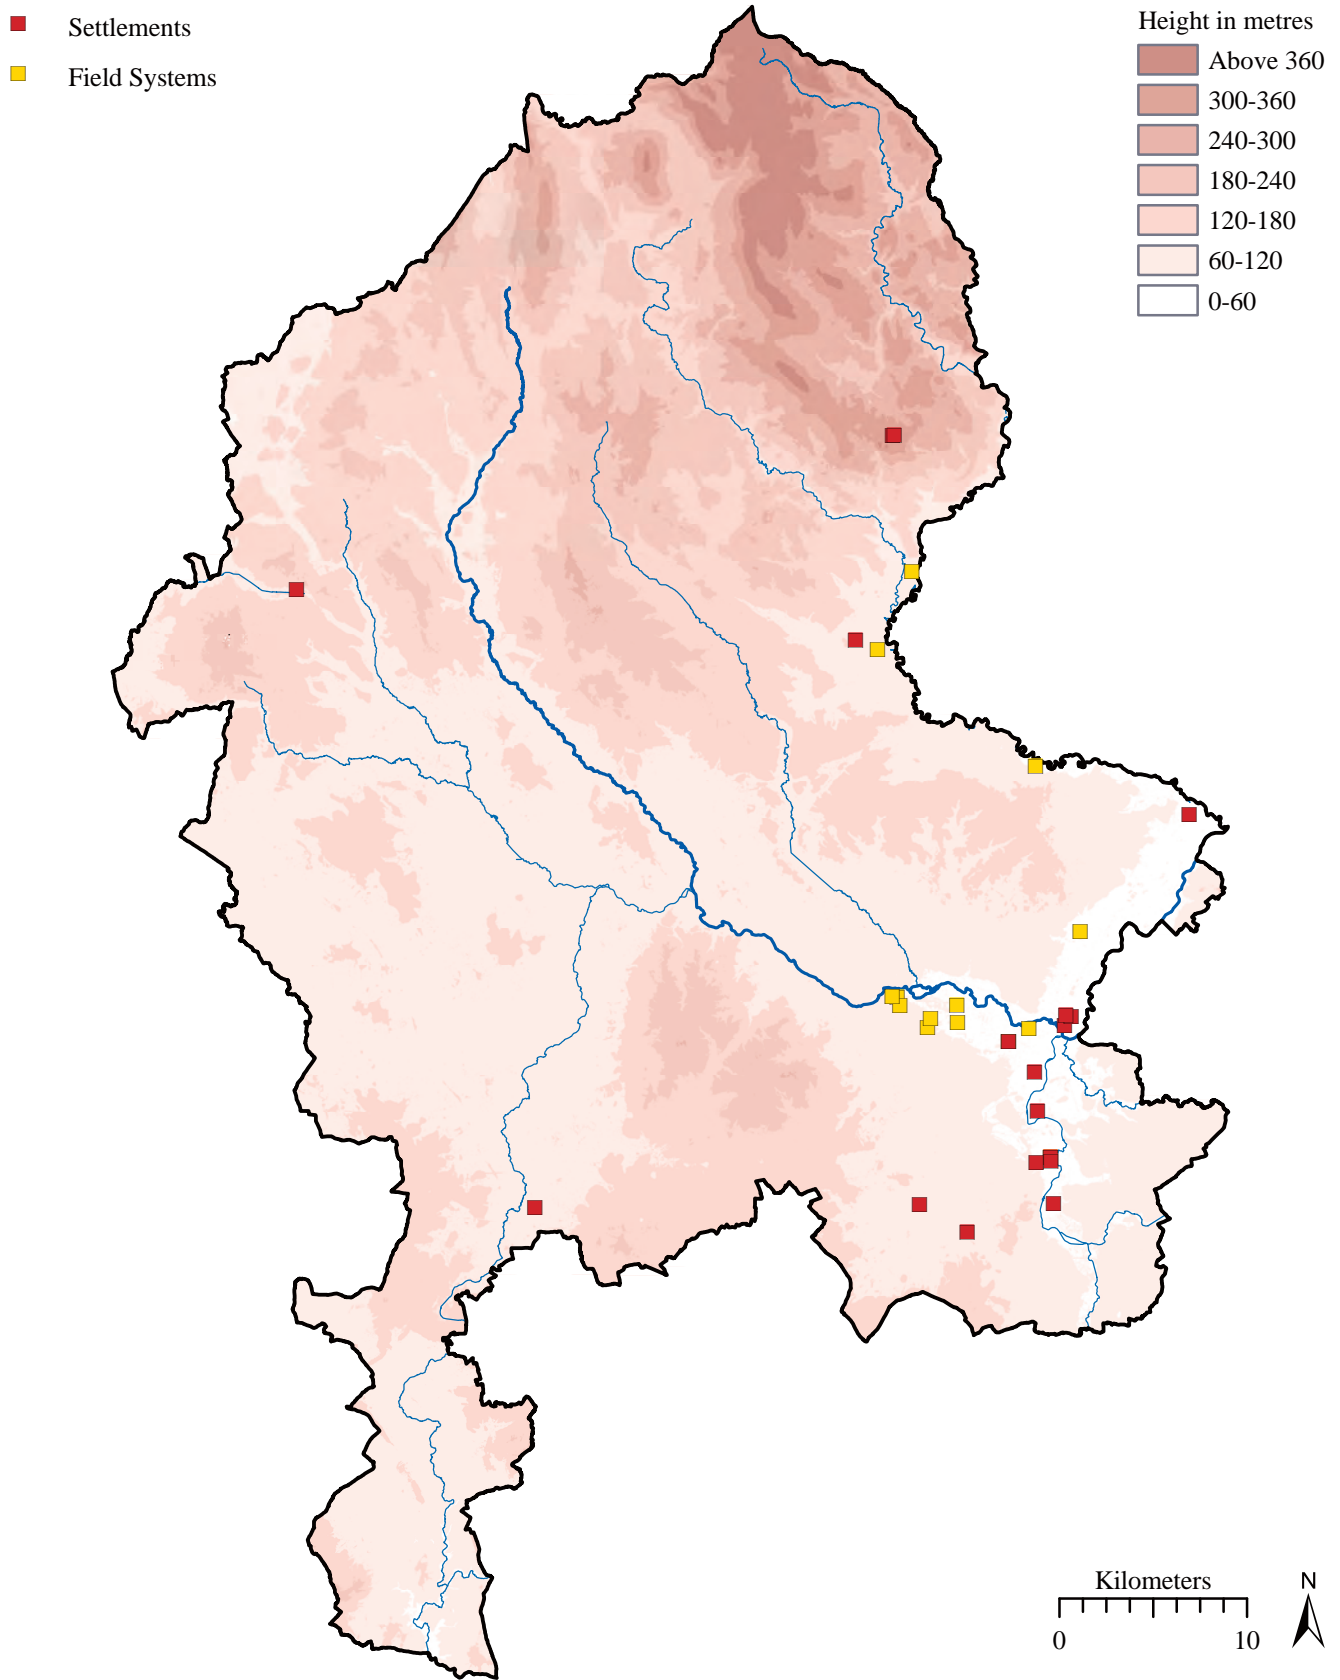 Settlements
Field Systems
Height in metres
Above 360
300-360
240-300
180-240
120-180
60-120
0-60
Kilometers
0 10
N